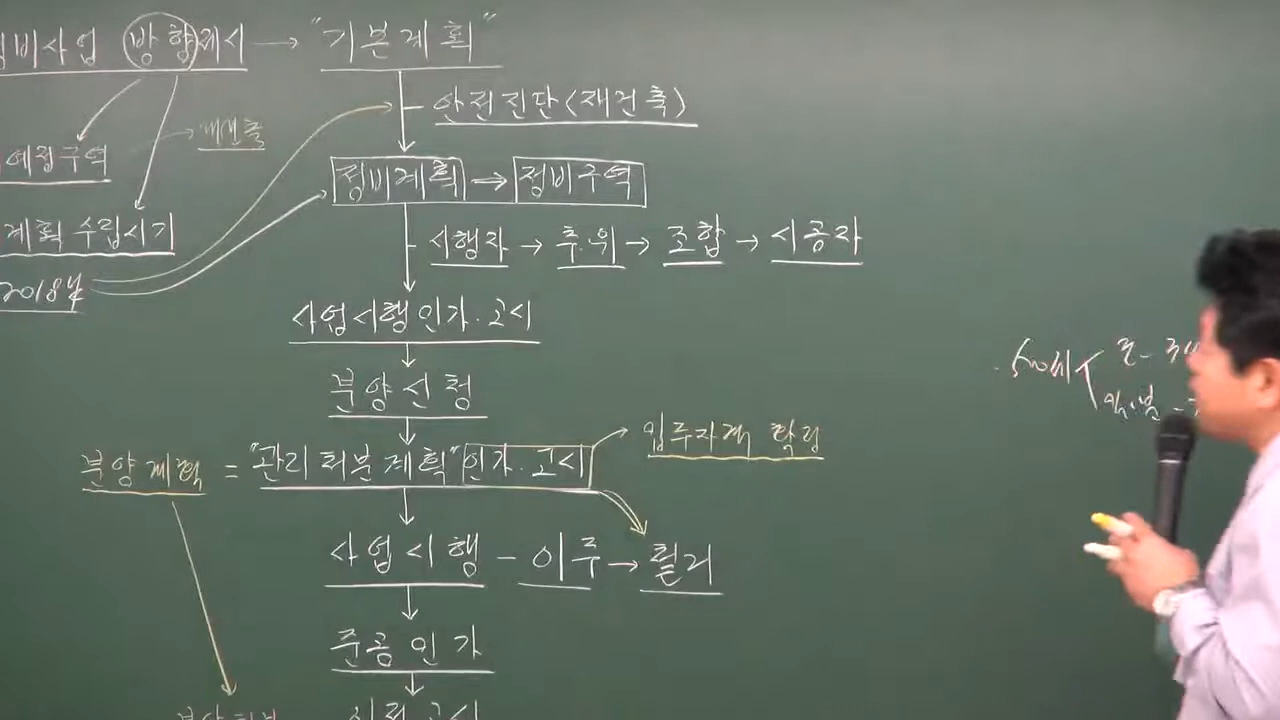 정비사업 방향제시 → "기본계획"
안전진단(재건축)
예정구역
재건축
정비계획 ⇒ 정비구역
계획 수립시기
시행자 → 추·위 → 조합 → 시공자
2018년
사업시행인가·고시
분양신청
입주자격 확정
분양계획 = "관리처분계획" 인가·고시
사업시행 - 이주 → 철거
준공인가